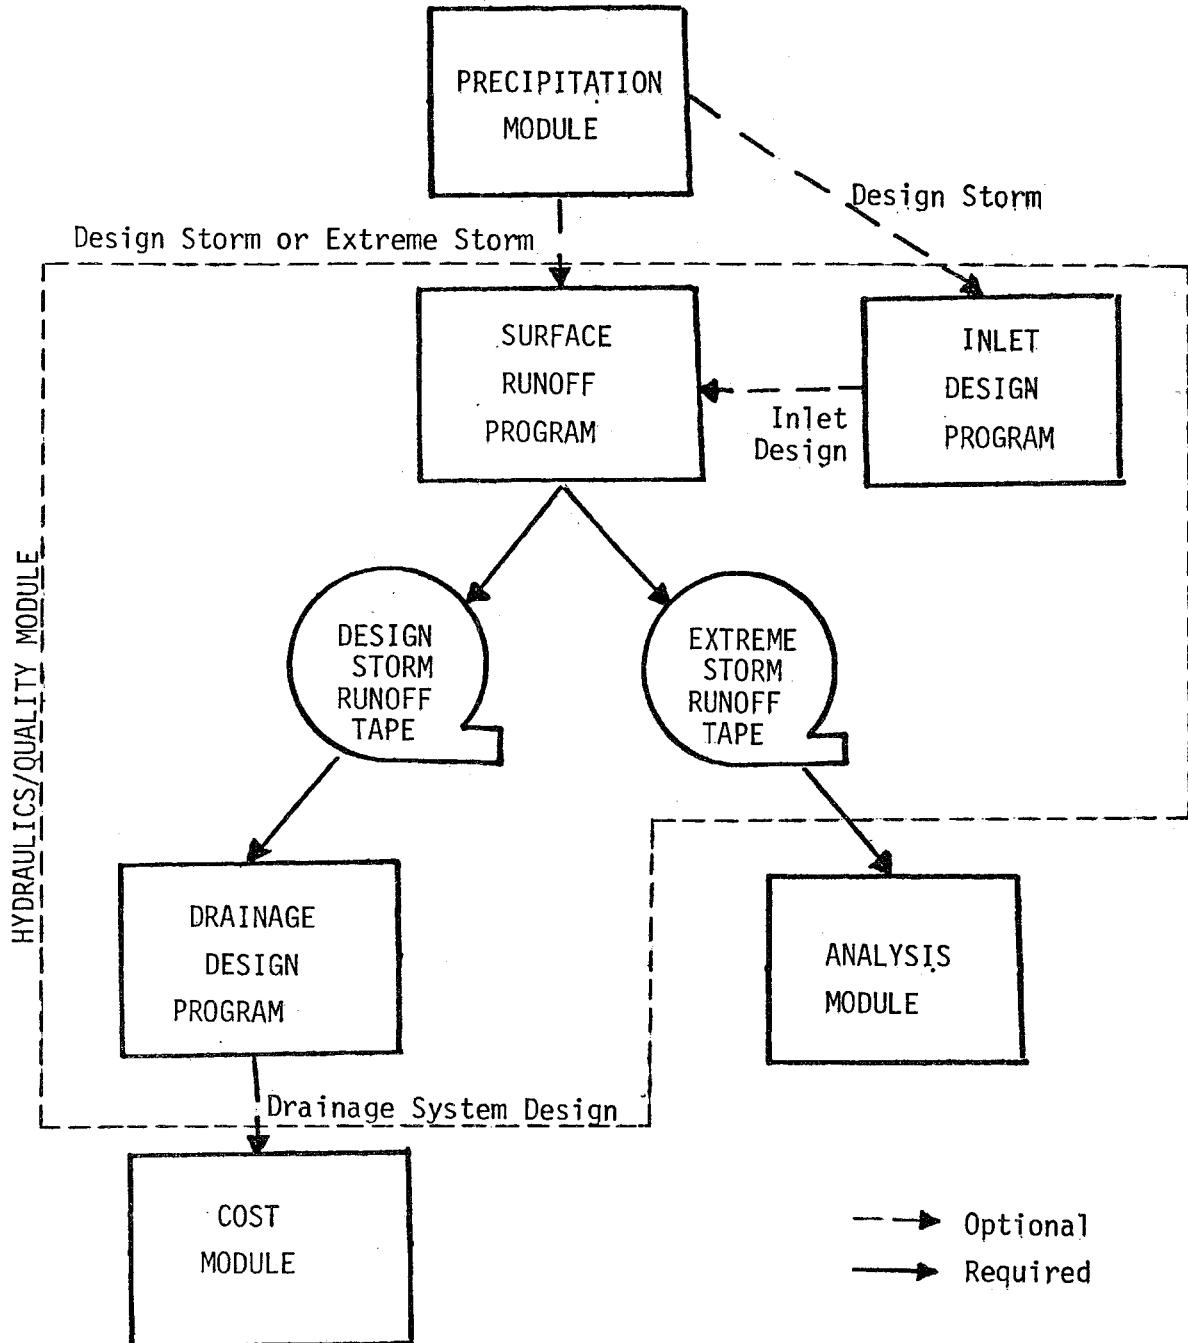 PRECIPITATION
MODULE
Design Storm
Design Storm or Extreme Storm
SURFACE
RUNOFF
PROGRAM
INLET
DESIGN
PROGRAM
Inlet
Design
HYDRAULICS/QUALITY MODULE
DESIGN
STORM
RUNOFF
TAPE
EXTREME
STORM
RUNOFF
TAPE
DRAINAGE
DESIGN
PROGRAM
ANALYSIS
MODULE
Drainage System Design
COST
MODULE
Optional
Required